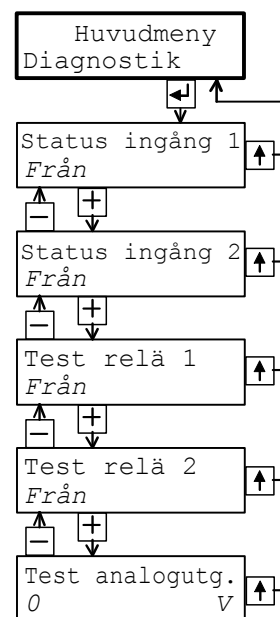 Huvudmeny
Diagnostik
Status ingång 1
Från
Status ingång 2
Från
Test relä 1
Från
Test relä 2
Från
Test analogutg.
0 V